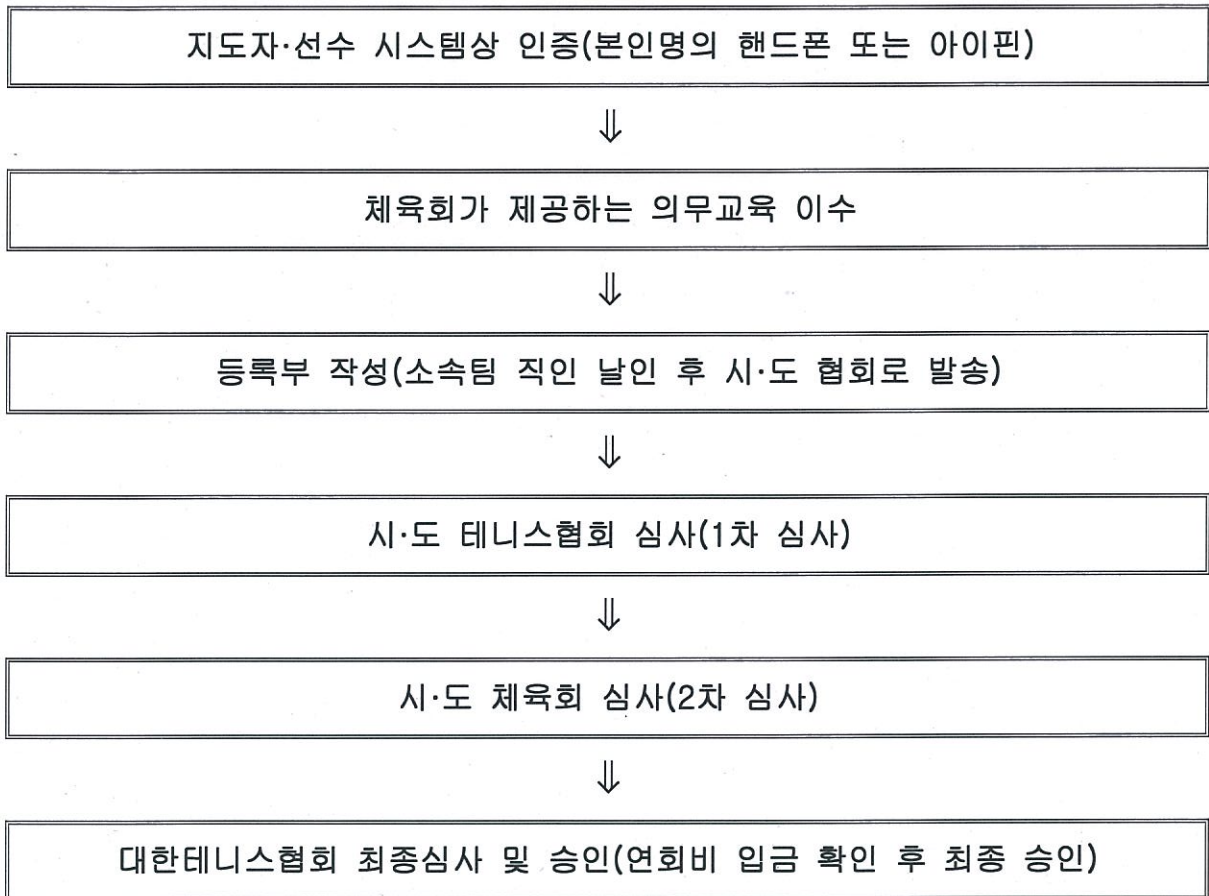 지도자·선수 시스템상 인증(본인명의 핸드폰 또는 아이핀)
⇓
체육회가 제공하는 의무교육 이수
⇓
등록부 작성(소속팀 직인 날인 후 시·도 협회로 발송)
⇓
시·도 테니스협회 심사(1차 심사)
⇓
시·도 체육회 심사(2차 심사)
⇓
대한테니스협회 최종심사 및 승인(연회비 입금 확인 후 최종 승인)